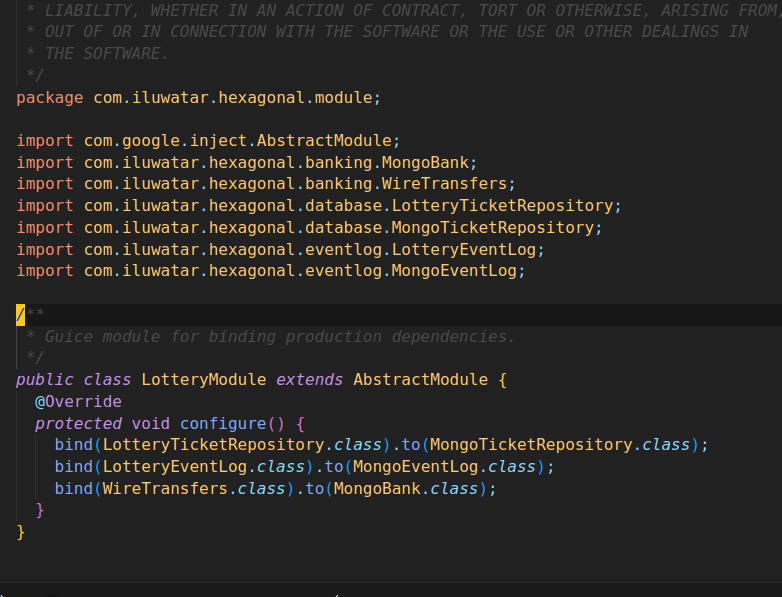 * LIABILITY, WHETHER IN AN ACTION OF CONTRACT, TORT OR OTHERWISE, ARISING FROM,
* OUT OF OR IN CONNECTION WITH THE SOFTWARE OR THE USE OR OTHER DEALINGS IN
* THE SOFTWARE.
*/
package com.iluwatar.hexagonal.module;
import com.google.inject.AbstractModule;
import com.iluwatar.hexagonal.banking.MongoBank;
import com.iluwatar.hexagonal.banking.WireTransfers;
import com.iluwatar.hexagonal.database.LotteryTicketRepository;
import com.iluwatar.hexagonal.database.MongoTicketRepository;
import com.iluwatar.hexagonal.eventlog.LotteryEventLog;
import com.iluwatar.hexagonal.eventlog.MongoEventLog;
/**
* Guice module for binding production dependencies.
*/
public class LotteryModule extends AbstractModule {
@Override
protected void configure() {
bind(LotteryTicketRepository.class).to(MongoTicketRepository.class);
bind(LotteryEventLog.class).to(MongoEventLog.class);
bind(WireTransfers.class).to(MongoBank.class);
}
}